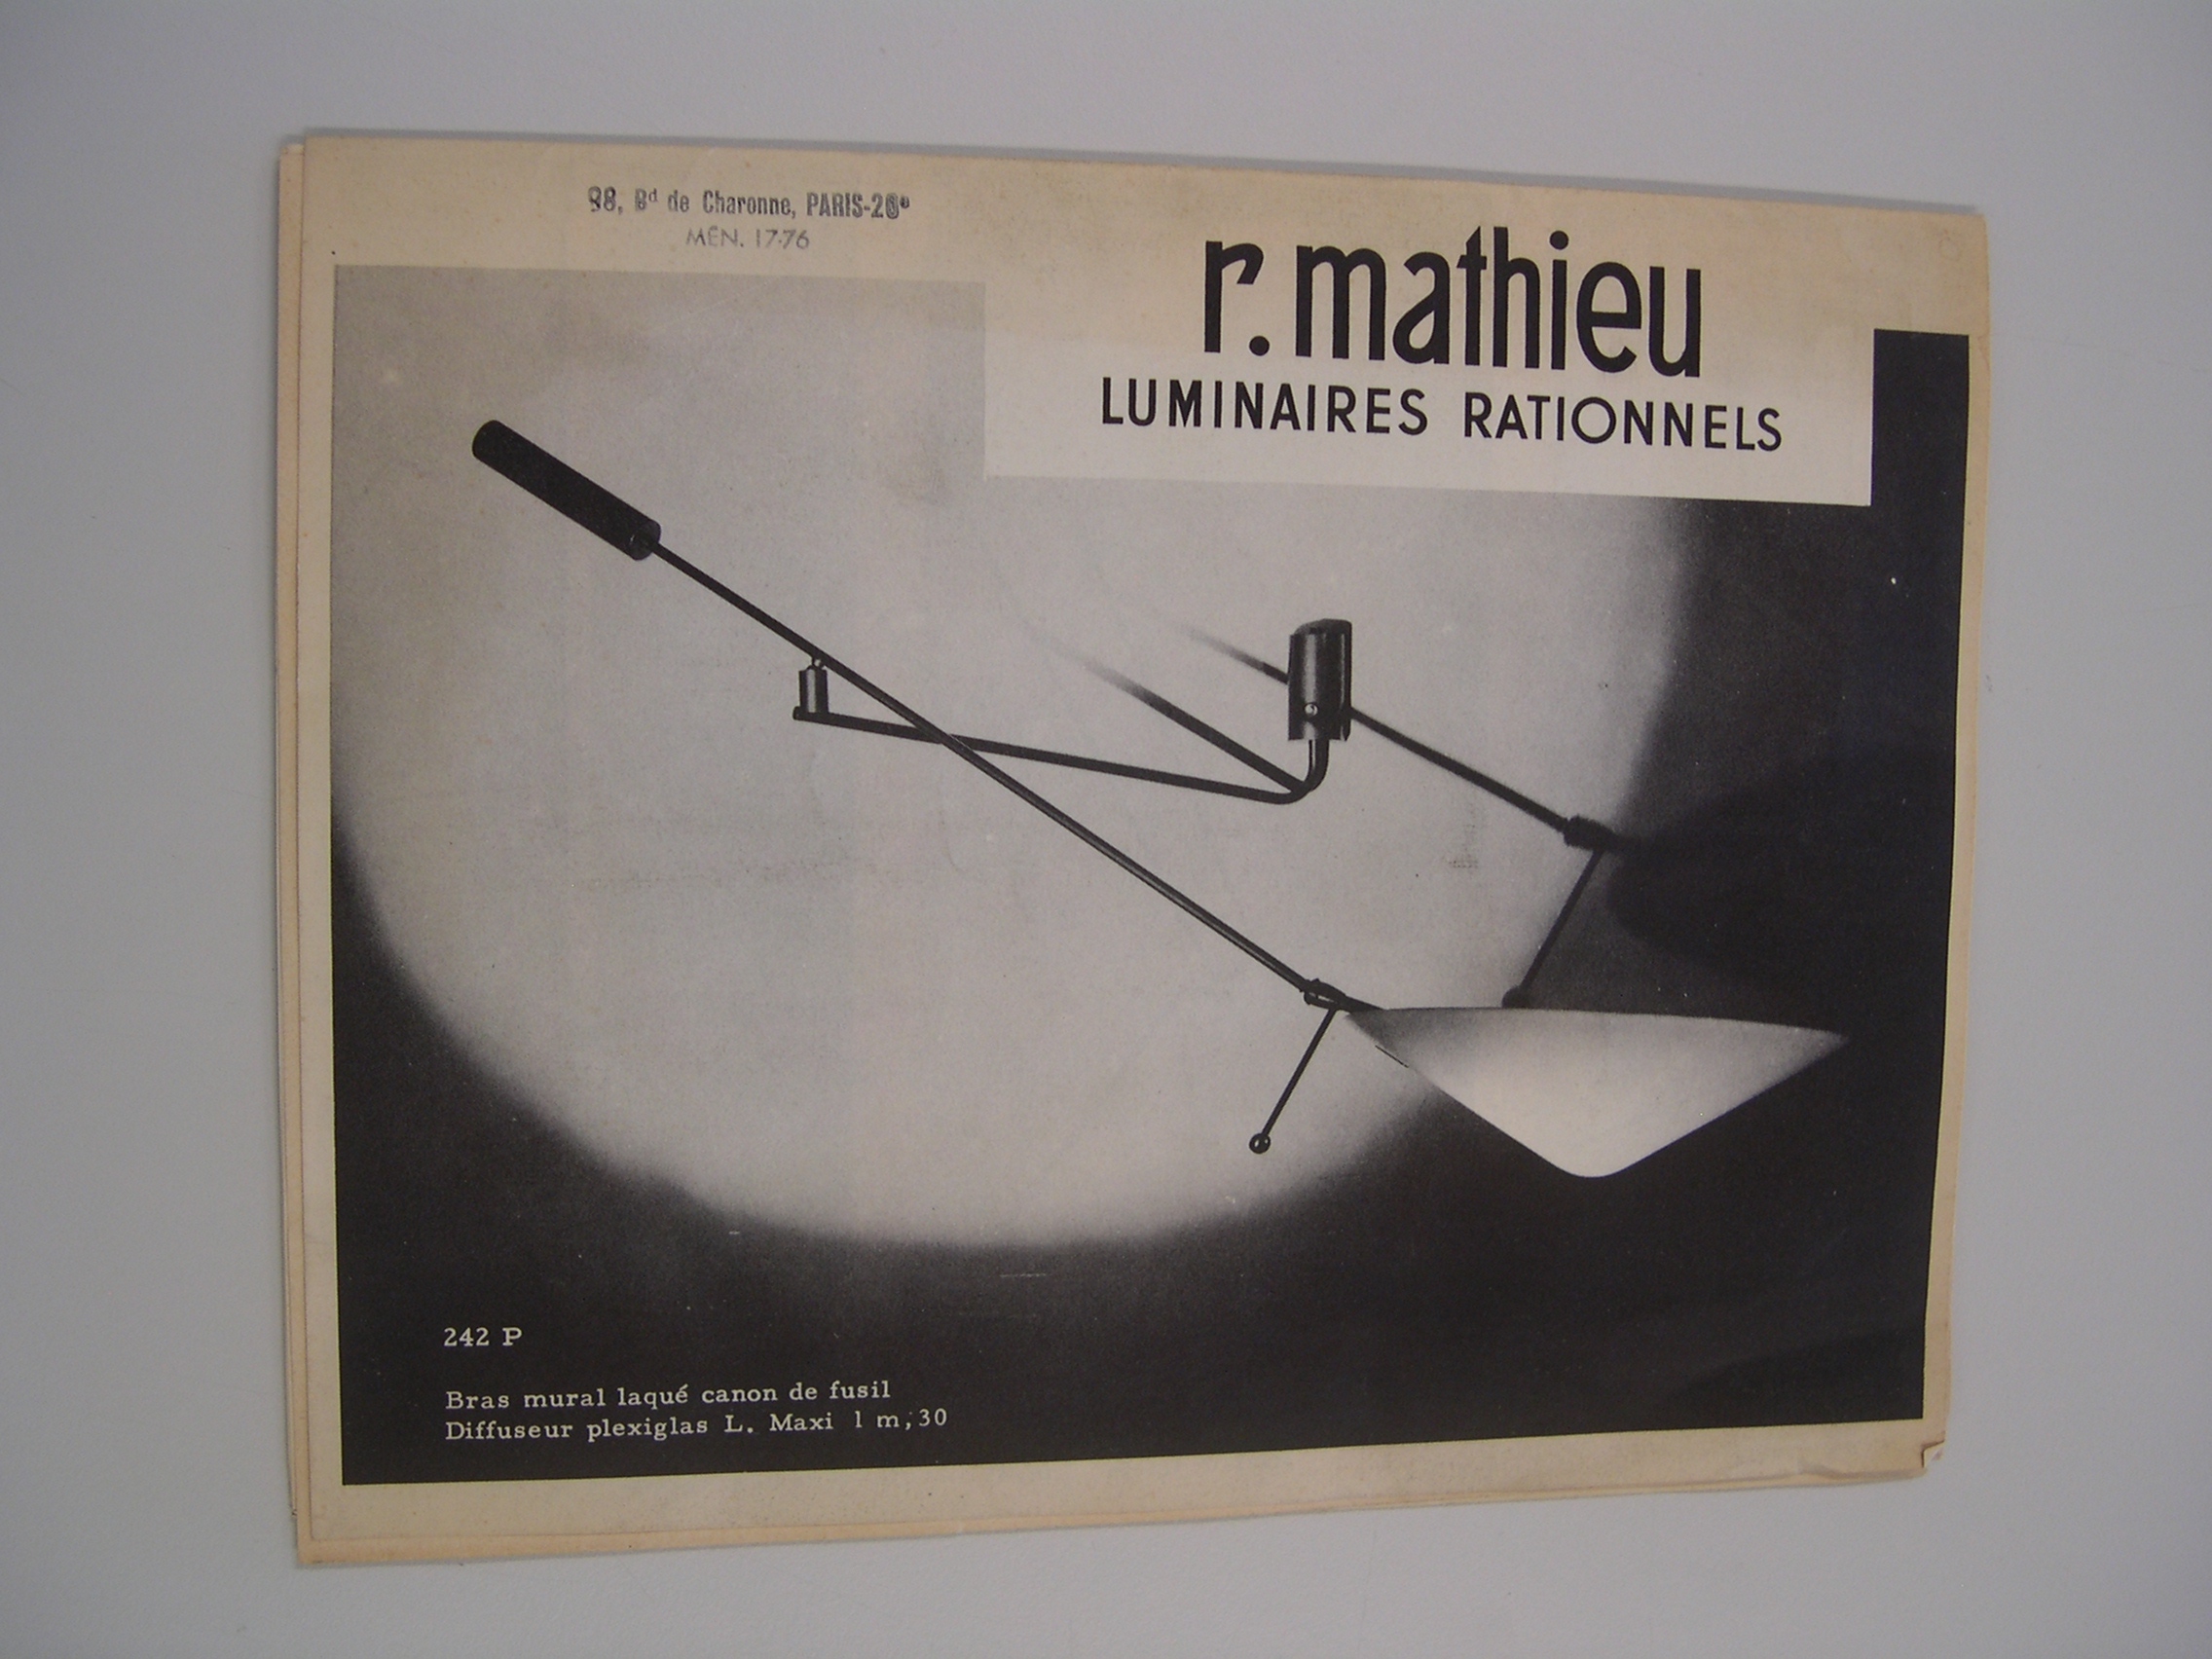 98, Bd de Charonne, PARIS-20e
MEN. 17-76
r. mathieu
LUMINAIRES RATIONNELS
242 P
Bras mural laqué canon de fusil
Diffuseur plexiglas L. Maxi 1 m, 30